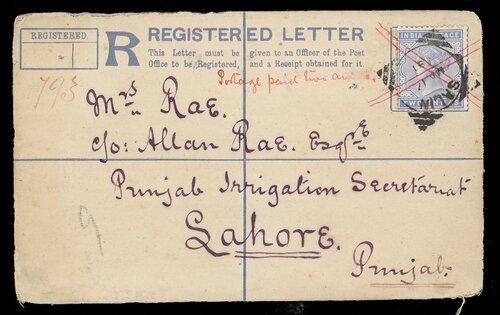 REGISTERED LETTER
REGISTERED.
R
This Letter must be given to an Officer of the Post
Office to be Registered, and a Receipt obtained for it.
INDIA POSTAGE
Postage paid two annas.
793
Mrs Rae.
c/o: Allan Rae. Esqre
Punjab Irrigation Secretariat
Lahore.
Punjab.
9